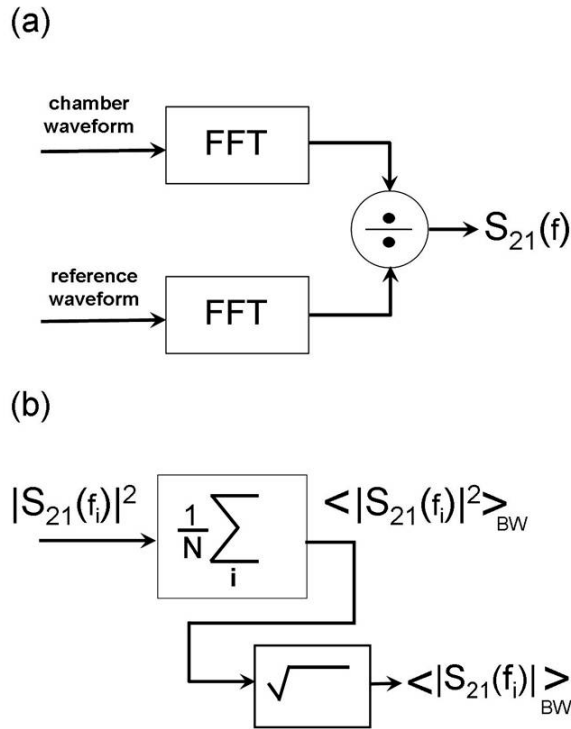 (a)
chamber
waveform
FFT
÷
S₂₁(f)
reference
waveform
FFT
(b)
|S₂₁(fᵢ)|²
1/N ∑ i
<|S₂₁(fᵢ)|²>BW
√
<|S₂₁(fᵢ)|>BW